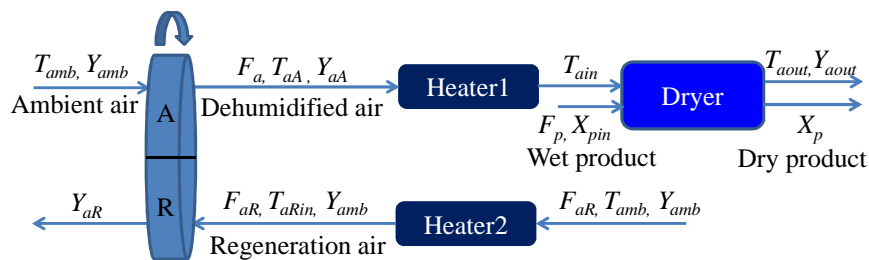 T_amb, Y_amb
F_a, T_aA, Y_aA
T_ain
T_aout, Y_aout
Heater1
Dryer
Ambient air
A
Dehumidified air
F_p, X_pin
X_p
Wet product
Dry product
Y_aR
R
F_aR, T_aRin, Y_amb
Heater2
F_aR, T_amb, Y_amb
Regeneration air